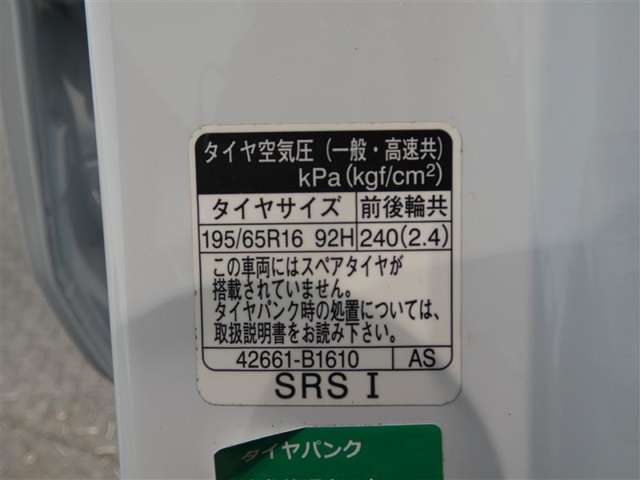 タイヤ空気圧（一般・高速共）
kPa(kgf/cm²)
タイヤサイズ 前後輪共
195/65R16 92H 240(2.4)
この車両にはスペアタイヤが
搭載されていません。
タイヤパンク時の処置については、
取扱説明書をお読み下さい。
42661-B1610 AS
SRS I
タイヤパンク